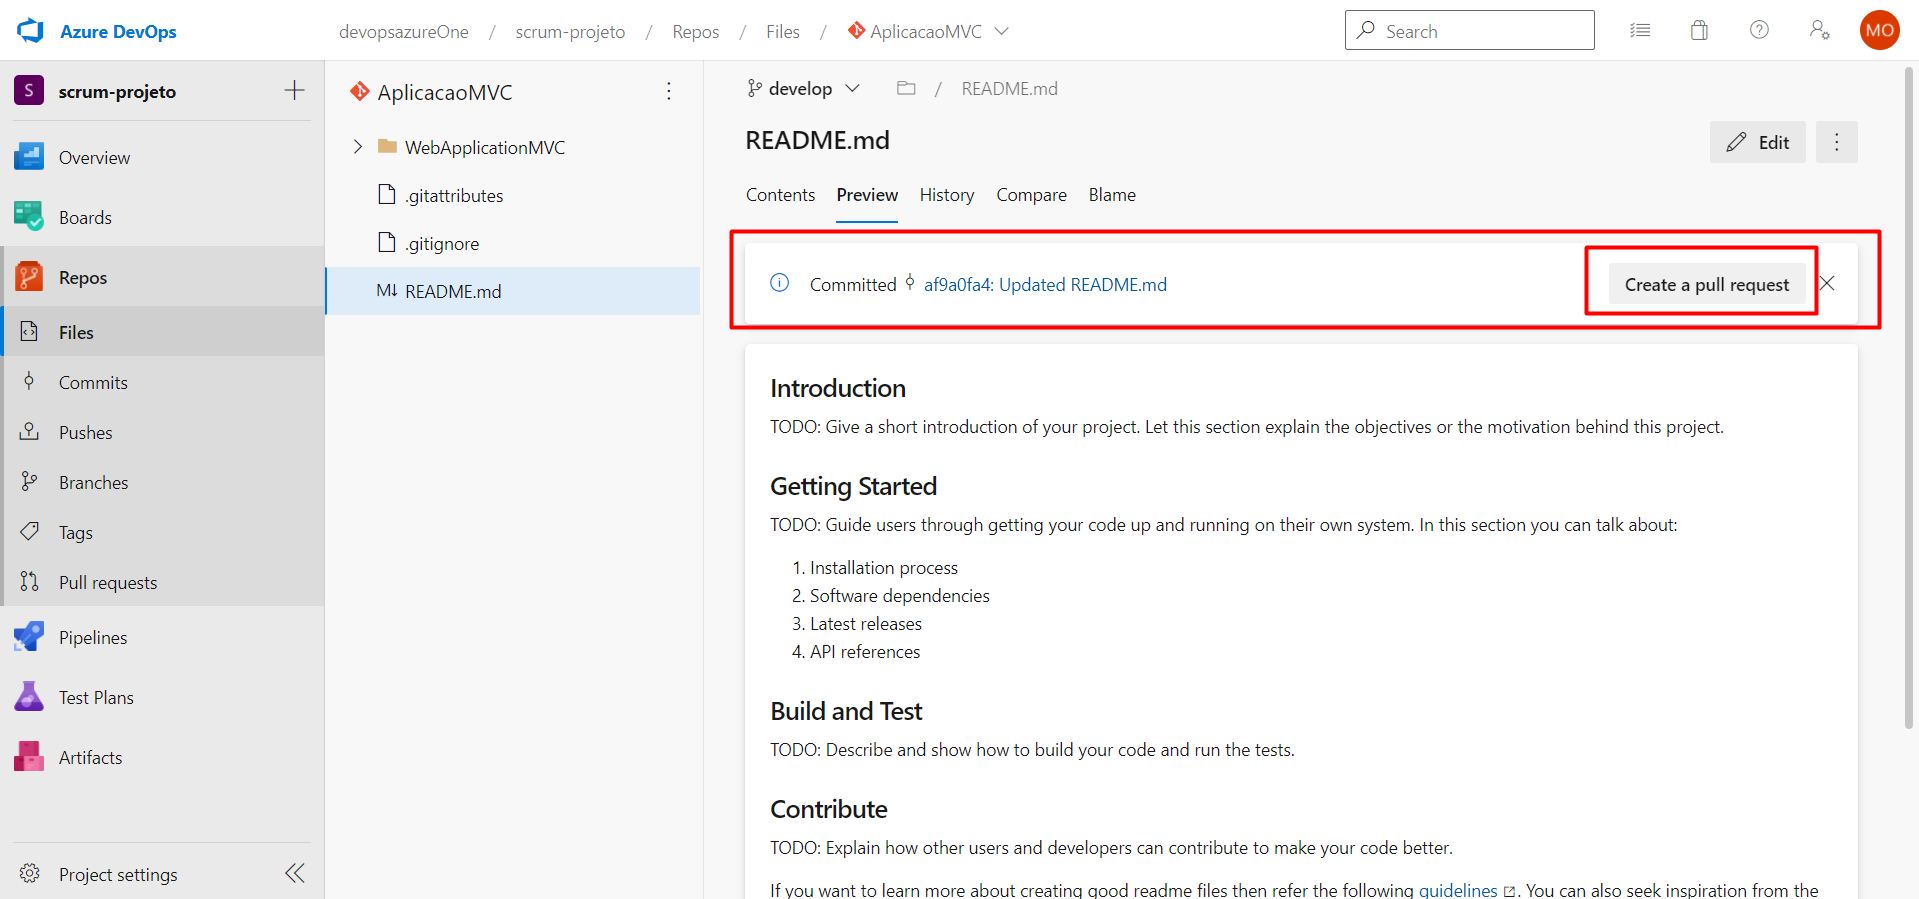 Azure DevOps
devopsazureOne / scrum-projeto / Repos / Files / AplicacaoMVC
Search
MO
S scrum-projeto
Overview
Boards
Repos
Files
Commits
Pushes
Branches
Tags
Pull requests
Pipelines
Test Plans
Artifacts
Project settings
AplicacaoMVC
WebApplicationMVC
.gitattributes
.gitignore
M↓ README.md
develop / README.md
README.md
Edit
Contents Preview History Compare Blame
Committed af9a0fa4: Updated README.md
Create a pull request
Introduction
TODO: Give a short introduction of your project. Let this section explain the objectives or the motivation behind this project.
Getting Started
TODO: Guide users through getting your code up and running on their own system. In this section you can talk about:
1. Installation process
2. Software dependencies
3. Latest releases
4. API references
Build and Test
TODO: Describe and show how to build your code and run the tests.
Contribute
TODO: Explain how other users and developers can contribute to make your code better.
If you want to learn more about creating good readme files then refer the following guidelines. You can also seek inspiration from the